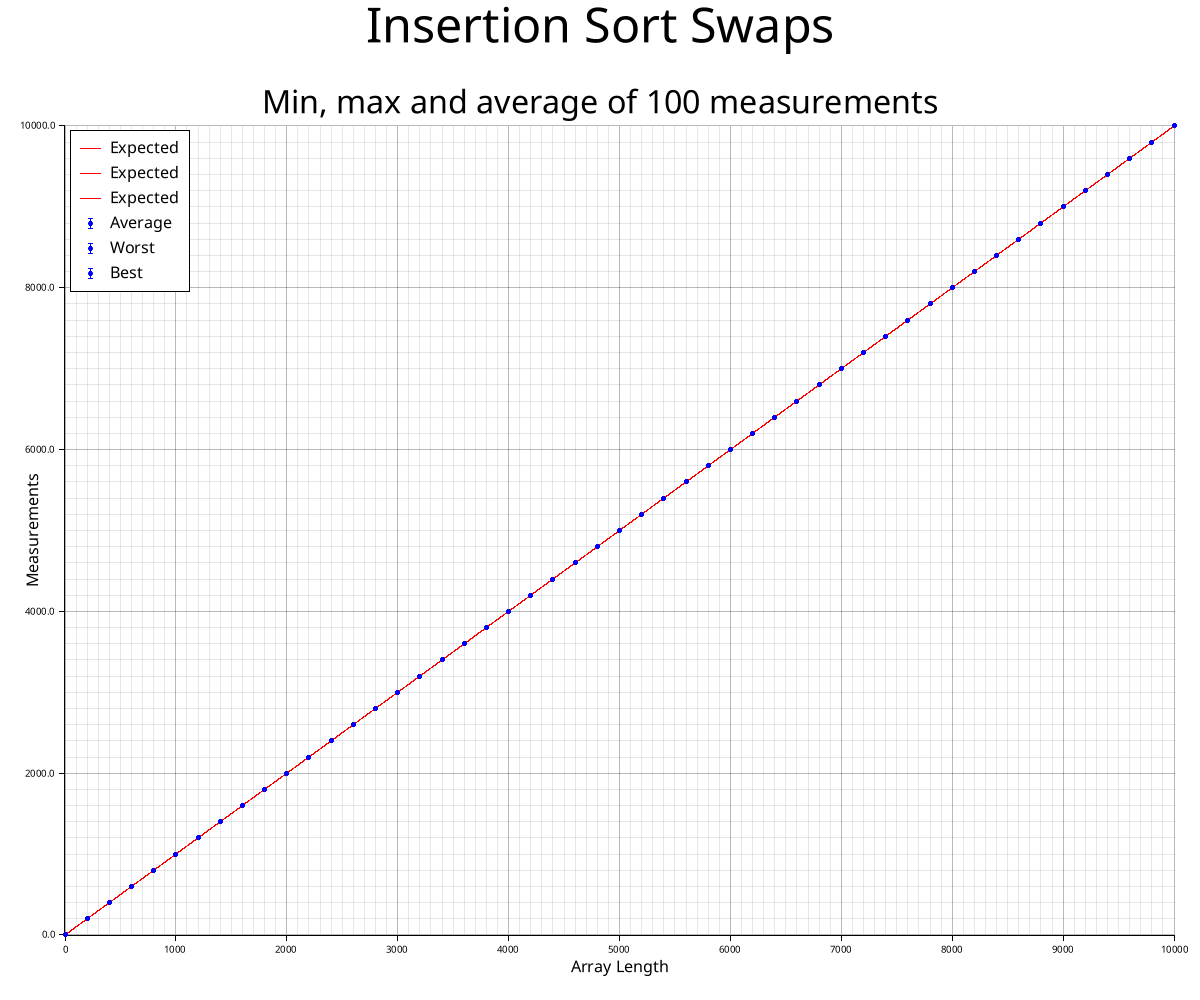 Insertion Sort Swaps
Min, max and average of 100 measurements
10000.0
8000.0
6000.0
4000.0
2000.0
0.0
Measurements
Expected
Expected
Expected
Average
Worst
Best
0 1000 2000 3000 4000 5000 6000 7000 8000 9000 10000
Array Length